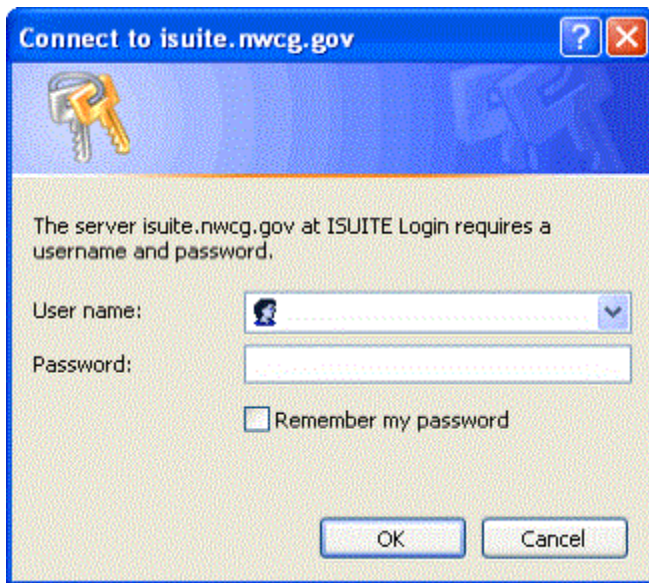 Connect to isuite.nwcg.gov
The server isuite.nwcg.gov at ISUITE Login requires a
username and password.
User name:
Password:
Remember my password
OK
Cancel